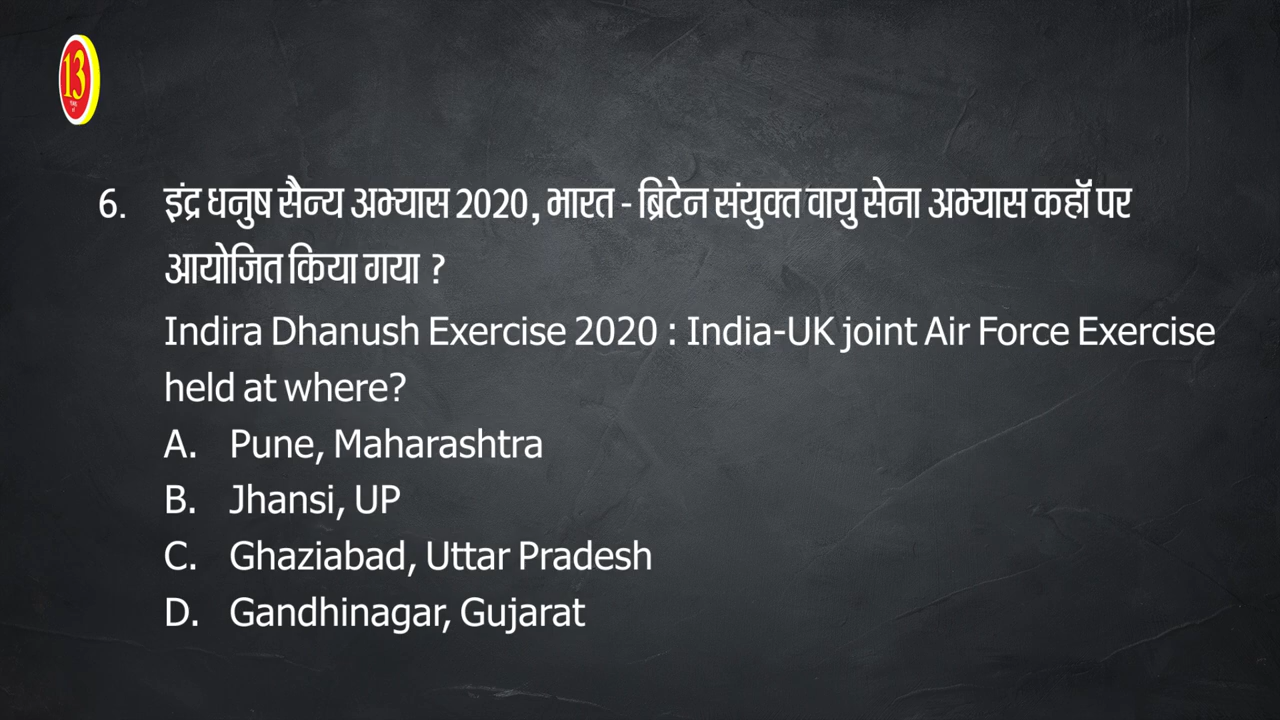 13
6. इंद्र धनुष सैन्य अभ्यास 2020, भारत - ब्रिटेन संयुक्त वायु सेना अभ्यास कहॉ पर
आयोजित किया गया ?
Indira Dhanush Exercise 2020 : India-UK joint Air Force Exercise
held at where?
A. Pune, Maharashtra
B. Jhansi, UP
C. Ghaziabad, Uttar Pradesh
D. Gandhinagar, Gujarat